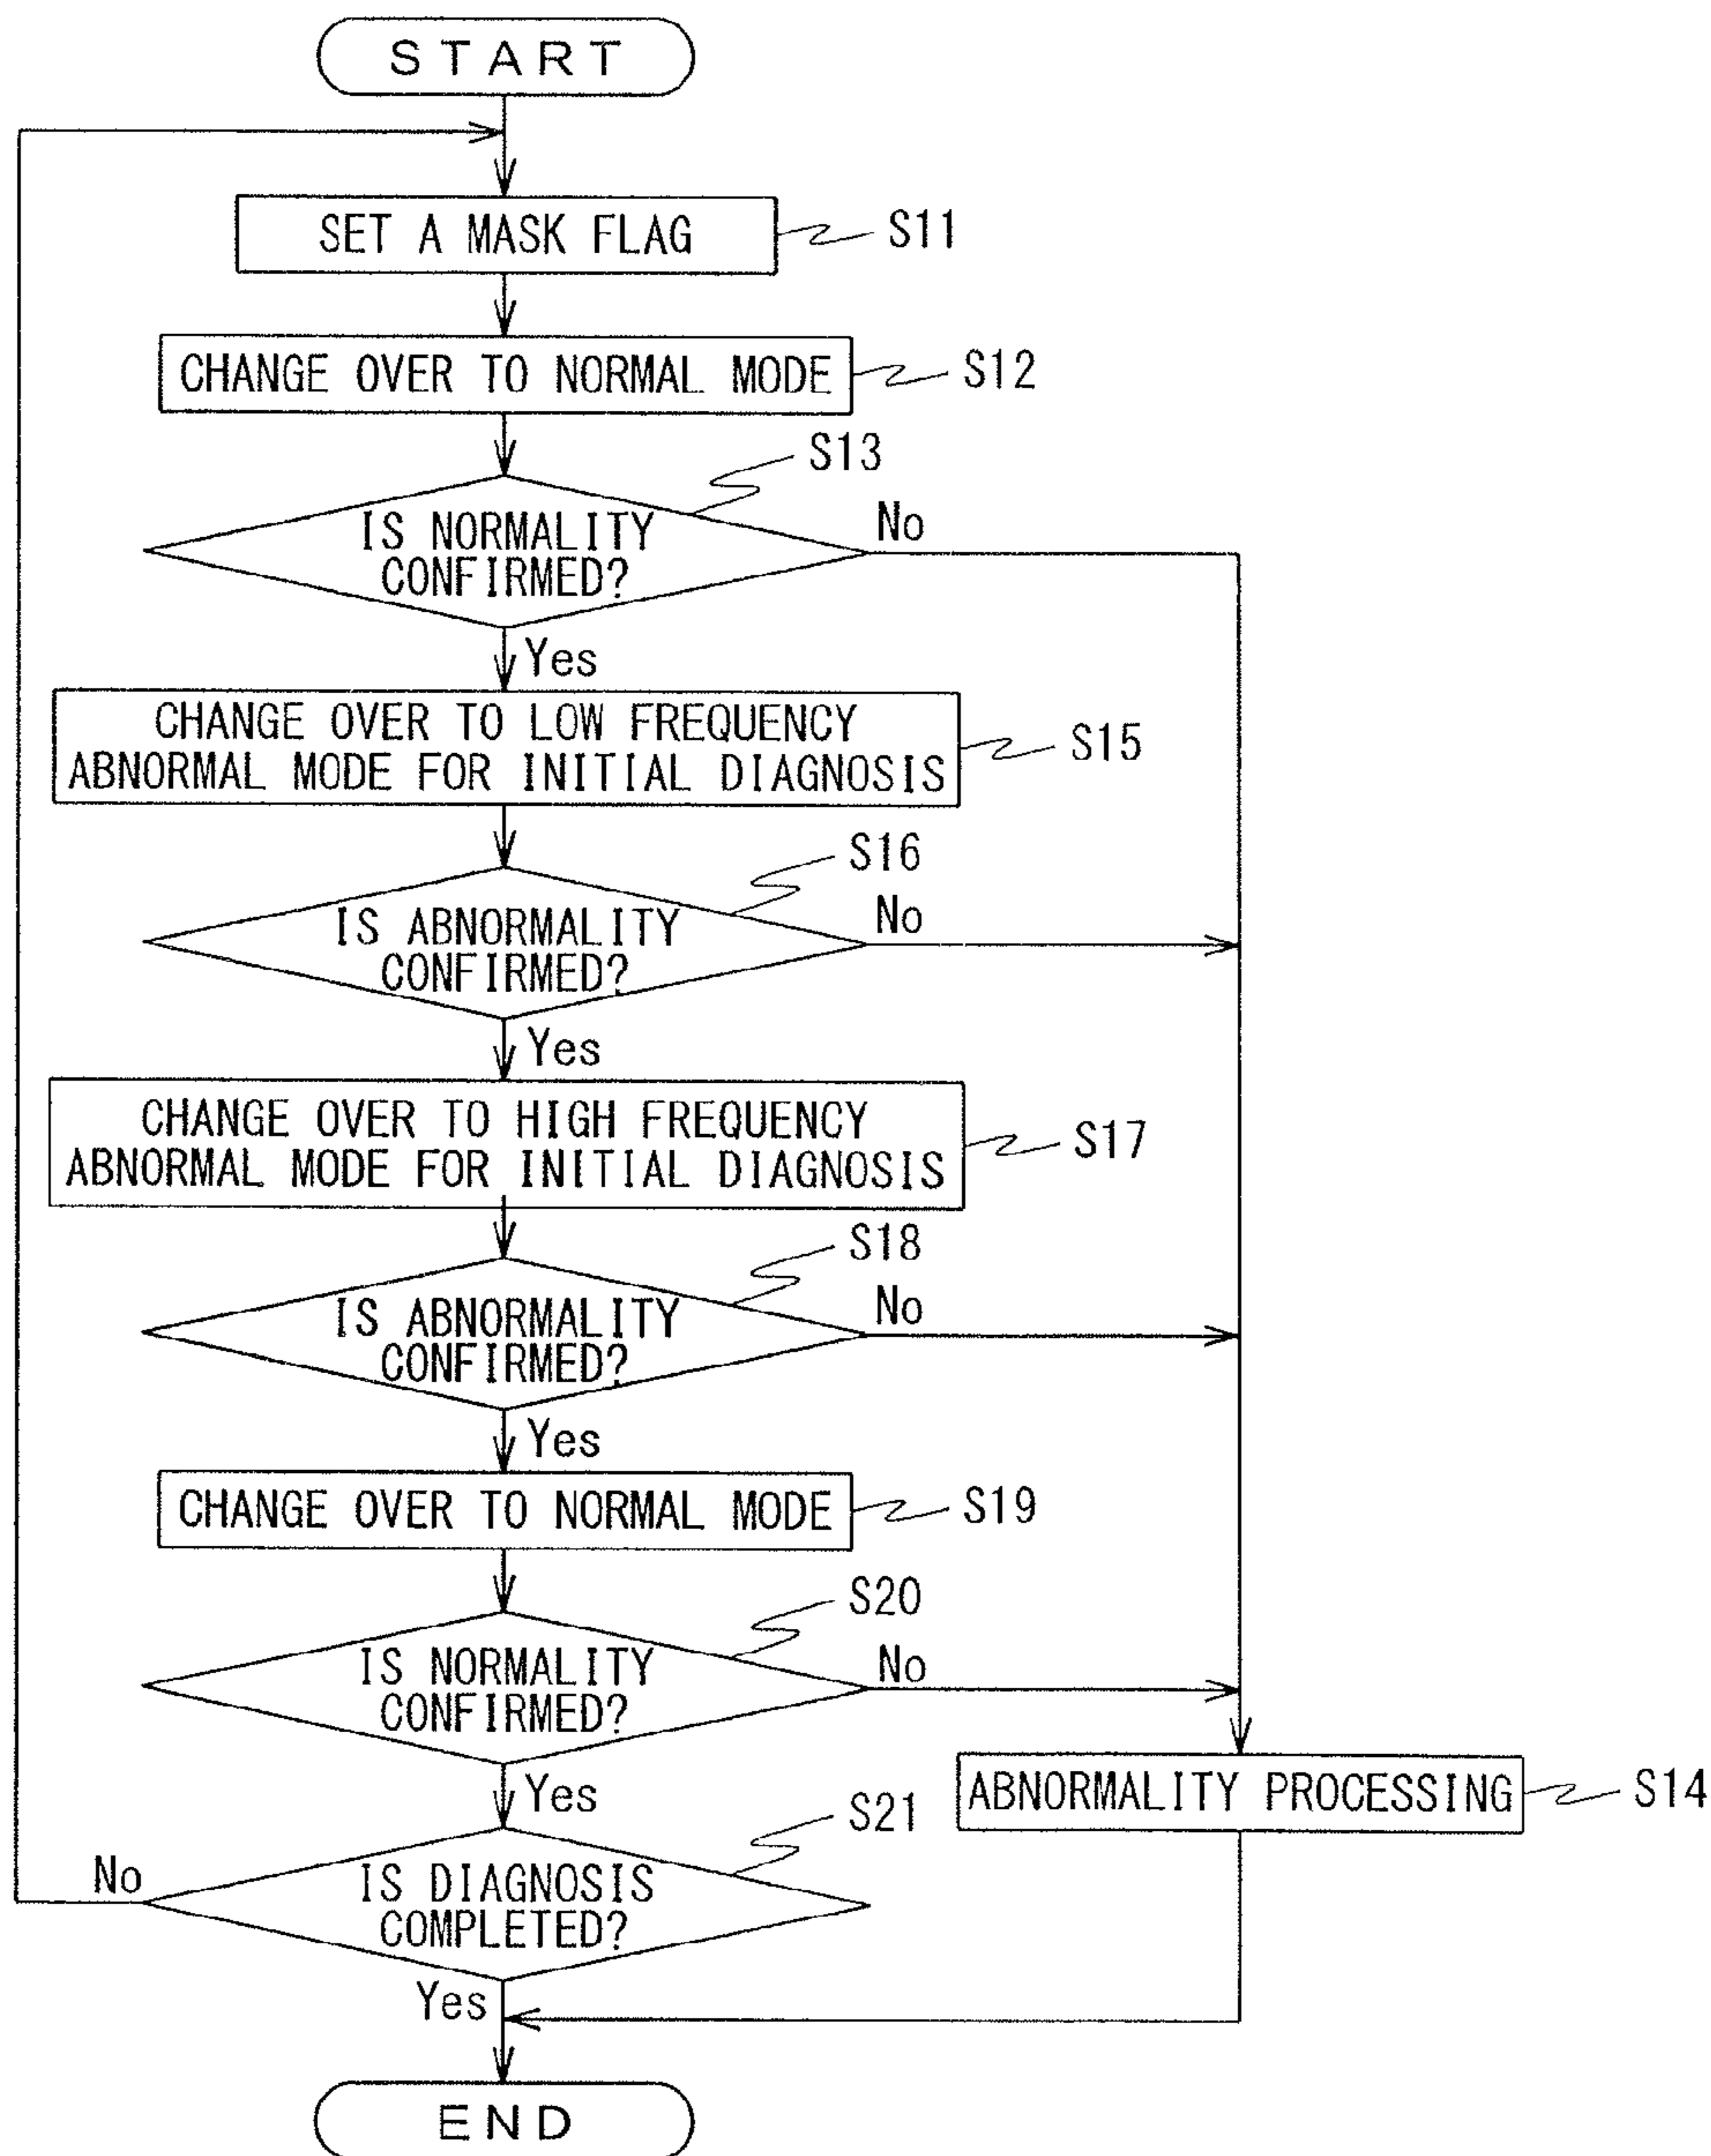 START
SET A MASK FLAG
S11
CHANGE OVER TO NORMAL MODE
S12
S13
IS NORMALITY
CONFIRMED?
No
Yes
CHANGE OVER TO LOW FREQUENCY
ABNORMAL MODE FOR INITIAL DIAGNOSIS
S15
S16
IS ABNORMALITY
CONFIRMED?
No
Yes
CHANGE OVER TO HIGH FREQUENCY
ABNORMAL MODE FOR INITIAL DIAGNOSIS
S17
S18
IS ABNORMALITY
CONFIRMED?
No
Yes
CHANGE OVER TO NORMAL MODE
S19
S20
IS NORMALITY
CONFIRMED?
No
Yes
ABNORMALITY PROCESSING
S14
S21
IS DIAGNOSIS
COMPLETED?
No
Yes
END